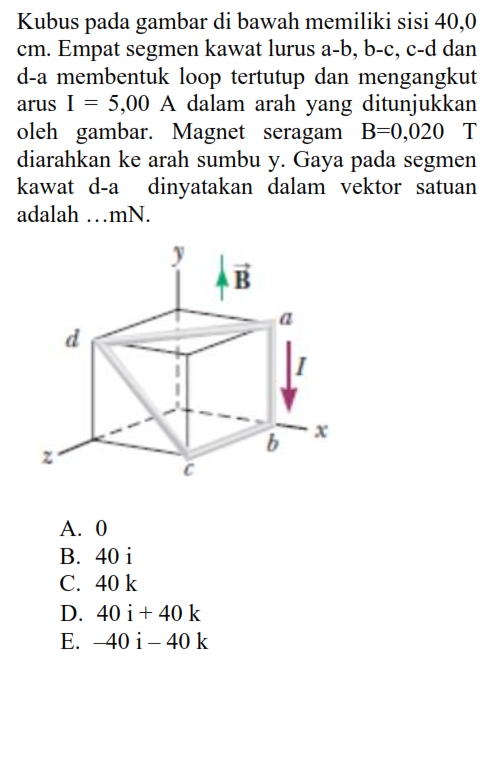 Kubus pada gambar di bawah memiliki sisi 40,0
cm. Empat segmen kawat lurus a-b, b-c, c-d dan
d-a membentuk loop tertutup dan mengangkut
arus I = 5,00 A dalam arah yang ditunjukkan
oleh gambar. Magnet seragam B=0,020 T
diarahkan ke arah sumbu y. Gaya pada segmen
kawat d-a dinyatakan dalam vektor satuan
adalah …mN.
y
B
a
d
I
x
b
z
c
A. 0
B. 40 i
C. 40 k
D. 40 i + 40 k
E. –40 i – 40 k